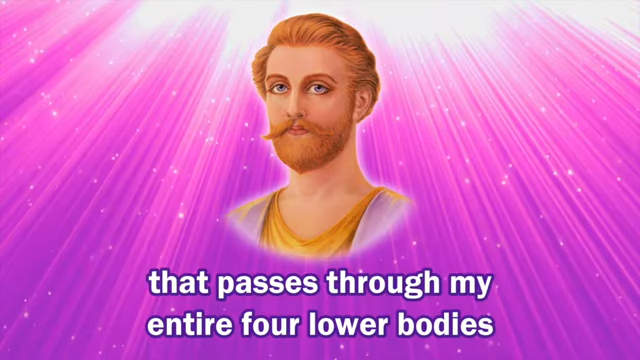 that passes through my
entire four lower bodies